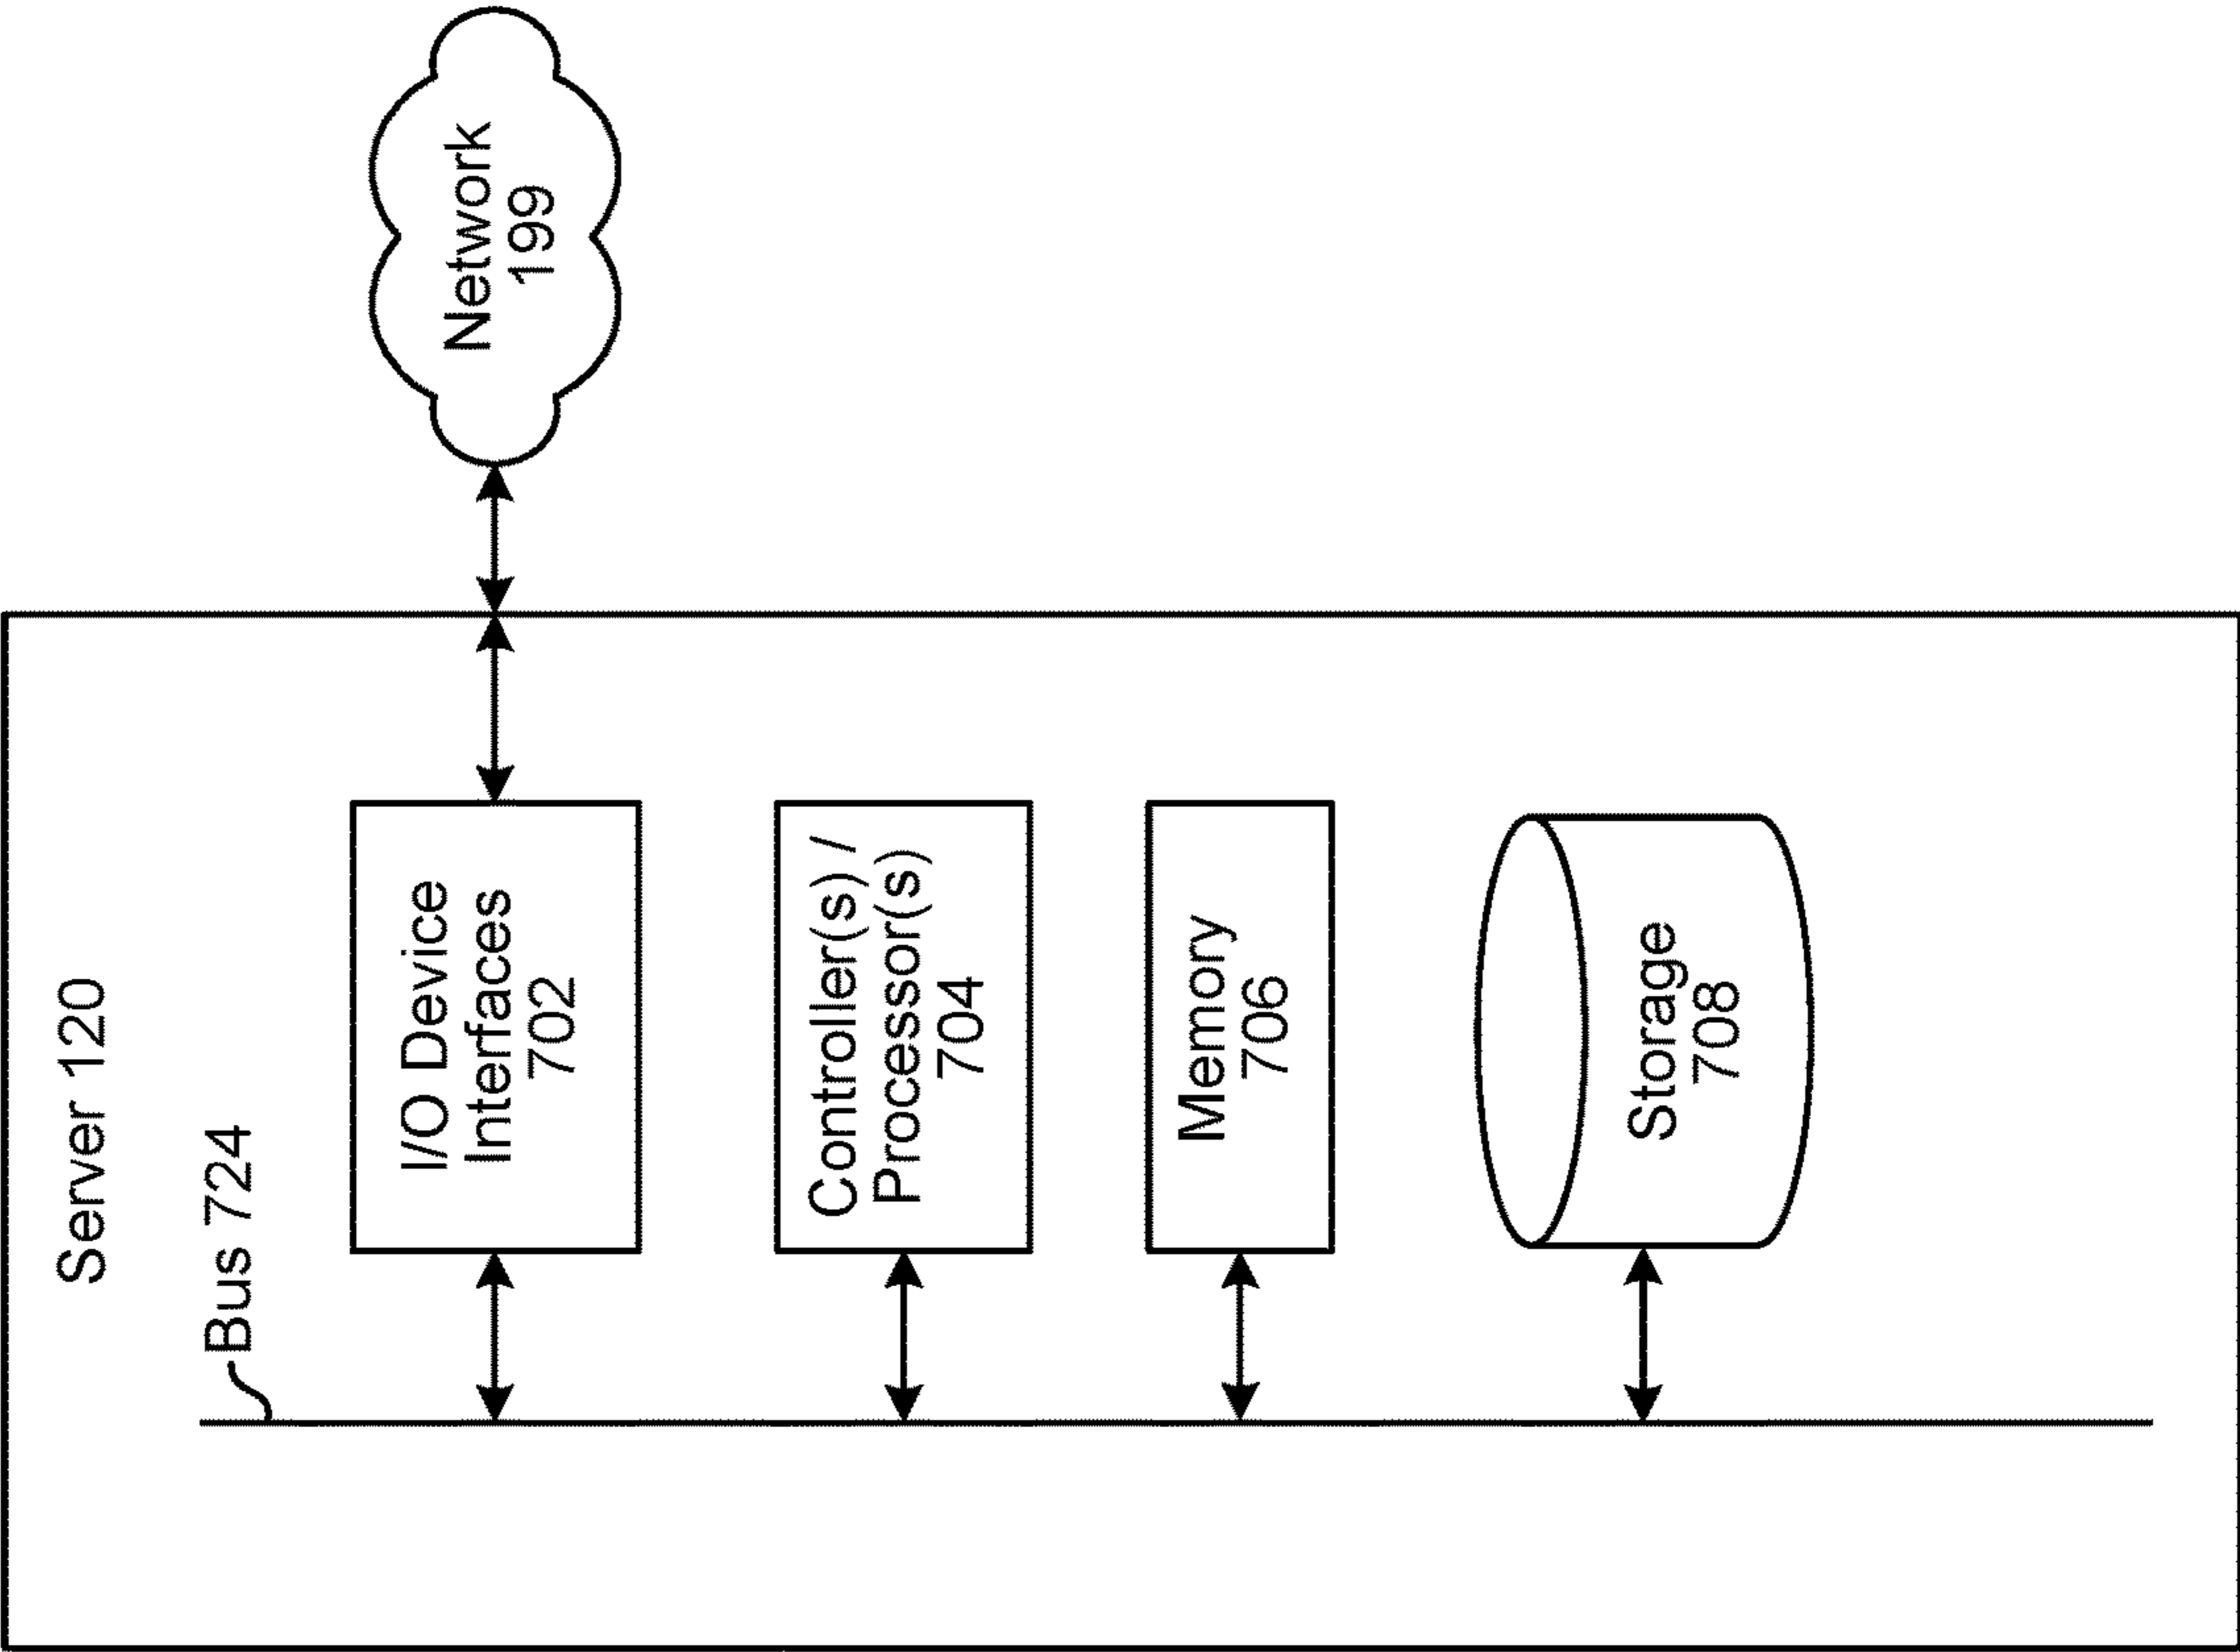 Server 120
Bus 724
I/O Device
Interfaces
702
Controller(s) /
Processor(s)
704
Memory
706
Storage
708
Network
199